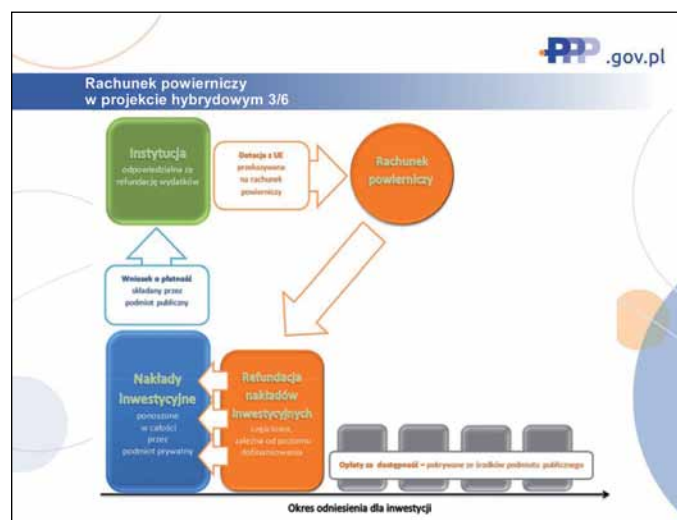 PPP.gov.pl
Rachunek powierniczy
w projekcie hybrydowym 3/6
Instytucja
odpowiedzialna za
refundację wydatków
Dotacja z UE
przekazywana
na rachunek
powierniczy
Rachunek
powierniczy
Wniosek o płatność
składany przez
podmiot publiczny
Nakłady
inwestycyjne
ponoszone
w całości
przez
podmiot prywatny
Refundacja
nakładów
inwestycyjnych
zależna od poziomu
dofinansowania
Opłaty za dostępność – pokrywane ze środków podmiotu publicznego
Okres odniesienia dla inwestycji